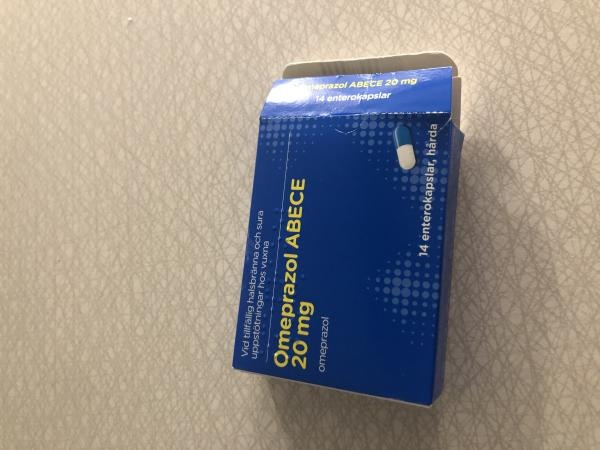 Omeprazol ABECE 20 mg
14 enterokapslar
Vid tillfällig halsbränna och sura
uppstötningar hos vuxna
Omeprazol ABECE
20 mg
omeprazol
14 enterokapslar, hårda